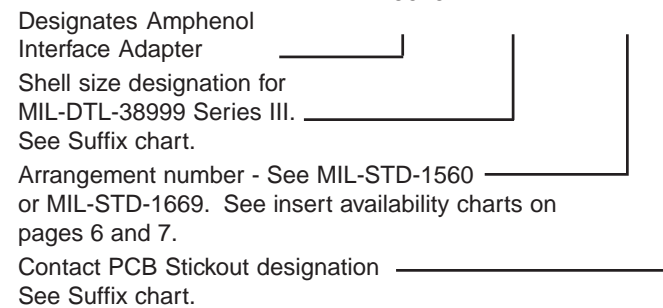 Designates Amphenol
Interface Adapter
Shell size designation for
MIL-DTL-38999 Series III.
See Suffix chart.
Arrangement number - See MIL-STD-1560
or MIL-STD-1669. See insert availability charts on
pages 6 and 7.
Contact PCB Stickout designation
See Suffix chart.